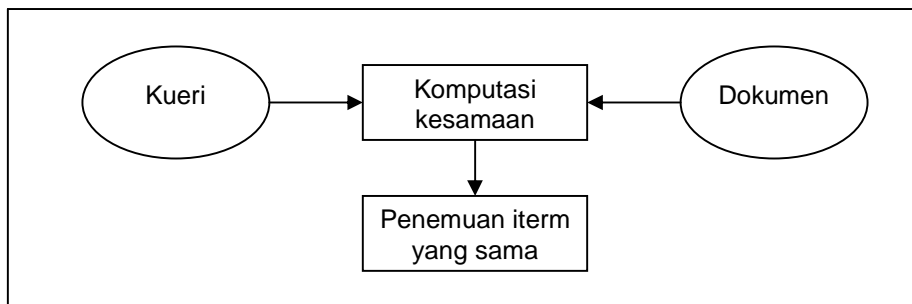 Kueri
Komputasi
kesamaan
Dokumen
Penemuan iterm
yang sama